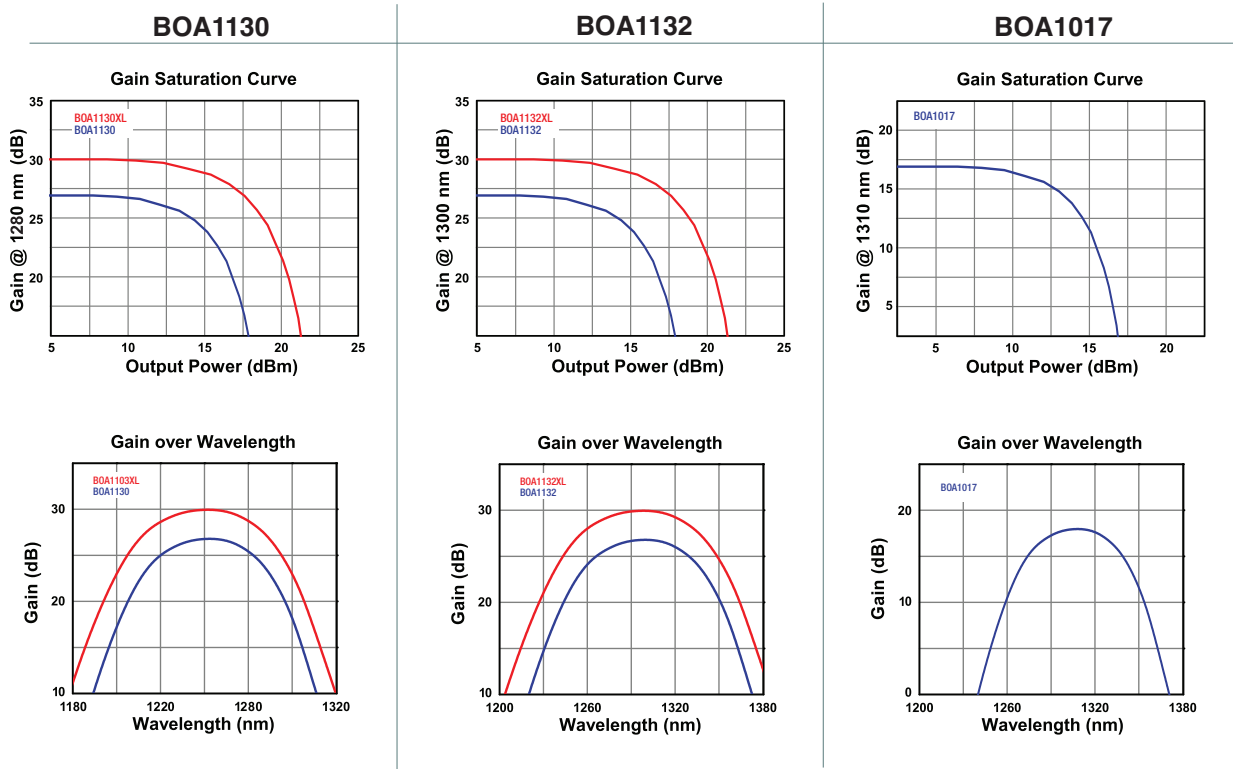 BOA1130
BOA1132
BOA1017
Gain Saturation Curve
35
BOA1130XL
BOA1130
30
25
20
Gain @ 1280 nm (dB)
5
10
15
20
25
Output Power (dBm)
Gain Saturation Curve
35
BOA1132XL
BOA1132
30
25
20
Gain @ 1300 nm (dB)
5
10
15
20
25
Output Power (dBm)
Gain Saturation Curve
20
BOA1017
15
10
5
Gain @ 1310 nm (dB)
5
10
15
20
Output Power (dBm)
Gain over Wavelength
BOA1103XL
BOA1130
30
20
10
Gain (dB)
1180
1220
1280
1320
Wavelength (nm)
Gain over Wavelength
BOA1132XL
BOA1132
30
20
10
Gain (dB)
1200
1260
1320
1380
Wavelength (nm)
Gain over Wavelength
BOA1017
20
10
0
Gain (dB)
1200
1260
1320
1380
Wavelength (nm)